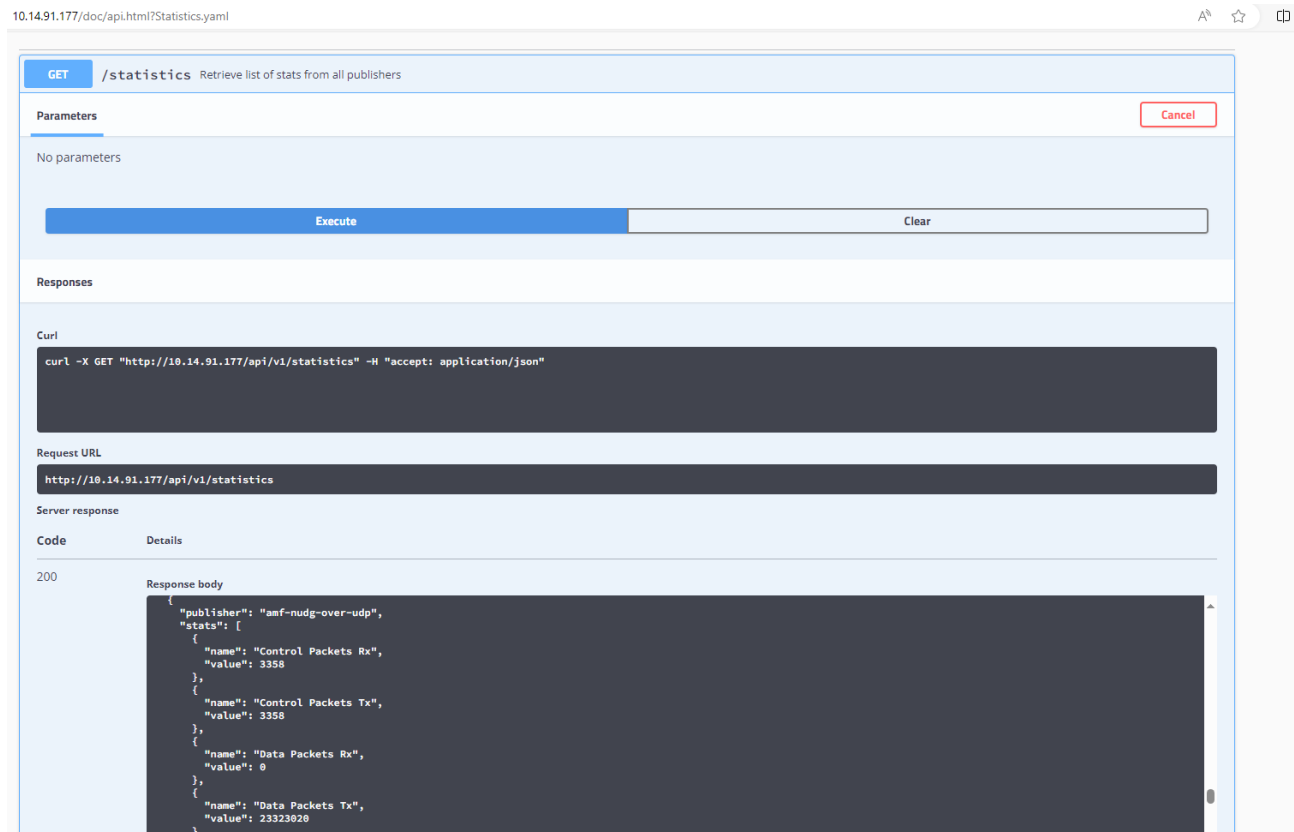 10.14.91.177/doc/api.html?Statistics.yaml
GET /statistics Retrieve list of stats from all publishers
Parameters
Cancel
No parameters
Execute
Clear
Responses
Curl
curl -X GET "http://10.14.91.177/api/v1/statistics" -H "accept: application/json"
Request URL
http://10.14.91.177/api/v1/statistics
Server response
Code Details
200
Response body
{
"publisher": "amf-nudg-over-udp",
"stats": [
{
"name": "Control Packets Rx",
"value": 3358
},
{
"name": "Control Packets Tx",
"value": 3358
},
{
"name": "Data Packets Rx",
"value": 0
},
{
"name": "Data Packets Tx",
"value": 23323020
}